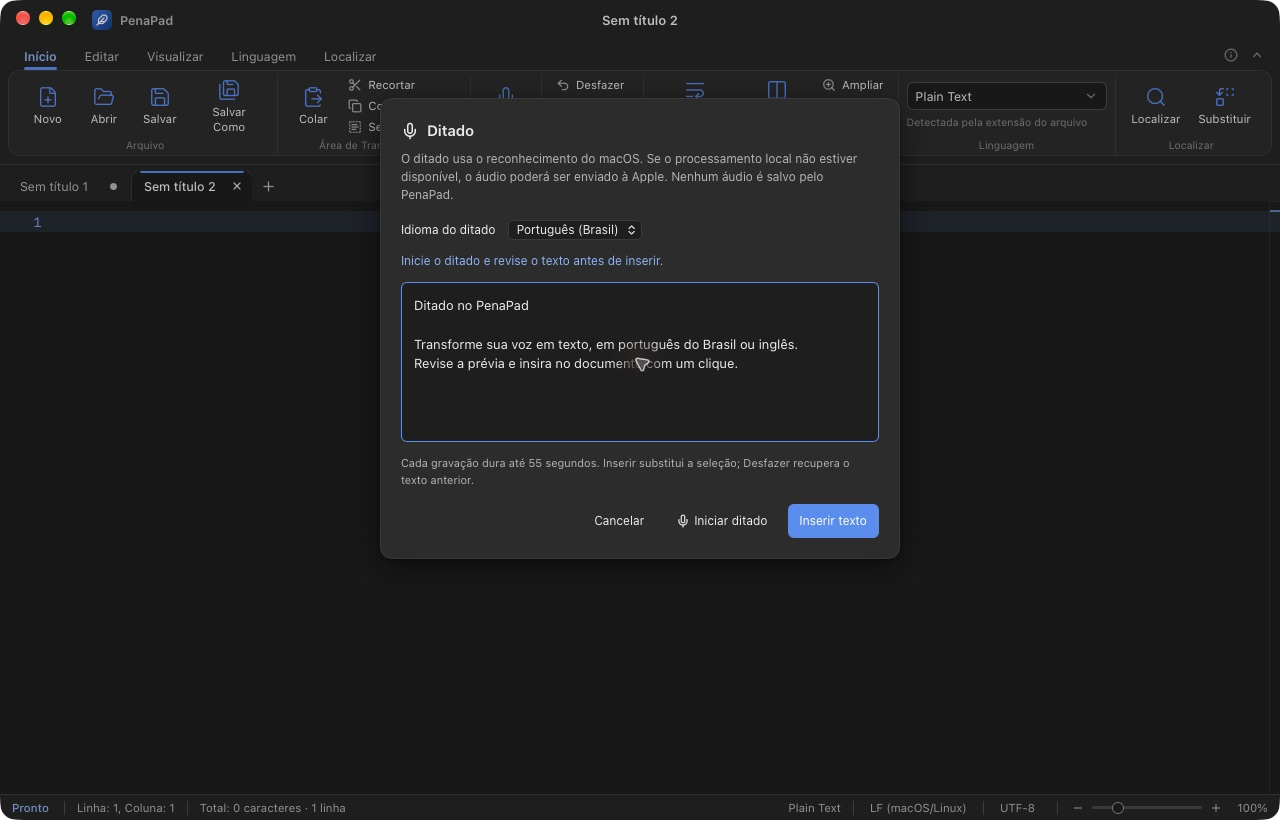 PenaPad
Sem título 2
Início Editar Visualizar Linguagem Localizar
Novo
Abrir
Salvar
Salvar
Como
Arquivo
Colar
Recortar
Área de
Desfazer
Ampliar
Plain Text
Detectada pela extensão do arquivo
Linguagem
Localizar
Substituir
Localizar
Sem título 1
Sem título 2
1
Ditado
O ditado usa o reconhecimento do macOS. Se o processamento local não estiver
disponível, o áudio poderá ser enviado à Apple. Nenhum áudio é salvo pelo
PenaPad.
Idioma do ditado Português (Brasil)
Inicie o ditado e revise o texto antes de inserir.
Ditado no PenaPad
Transforme sua voz em texto, em português do Brasil ou inglês.
Revise a prévia e insira no documento com um clique.
Cada gravação dura até 55 segundos. Inserir substitui a seleção; Desfazer recupera o
texto anterior.
Cancelar Iniciar ditado Inserir texto
Pronto Linha: 1, Coluna: 1 Total: 0 caracteres · 1 linha Plain Text LF (macOS/Linux) UTF-8 100%